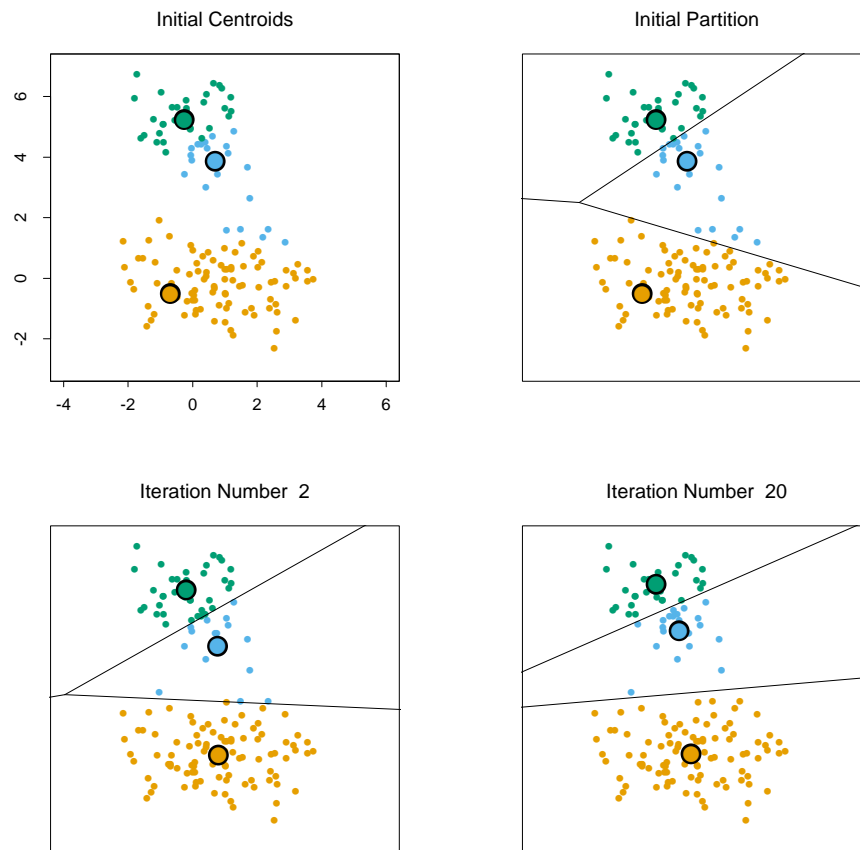 Initial Centroids
Initial Partition
6
4
2
0
-2
-4 -2 0 2 4 6
Iteration Number 2
Iteration Number 20